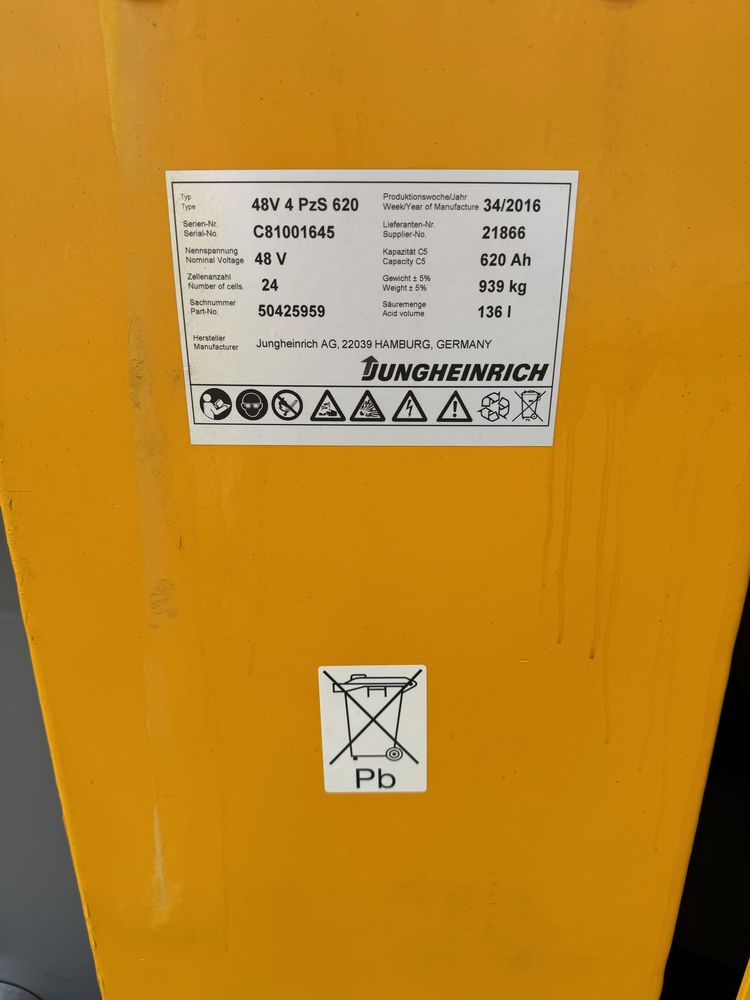 Typ
Type
48V 4 PzS 620
Produktionswoche/Jahr
Week/Year of Manufacture
34/2016
Serien-Nr.
Serial-No.
C81001645
Lieferanten-Nr.
Supplier-No.
21866
Nennspannung
Nominal Voltage
48 V
Kapazität C5
Capacity C5
620 Ah
Zellenanzahl
Number of cells
24
Gewicht ± 5%
Weight ± 5%
939 kg
Sachnummer
Part-No.
50425959
Säuremenge
Acid volume
136 l
Hersteller
Manufacturer
Jungheinrich AG, 22039 HAMBURG, GERMANY
JUNGHEINRICH
Pb